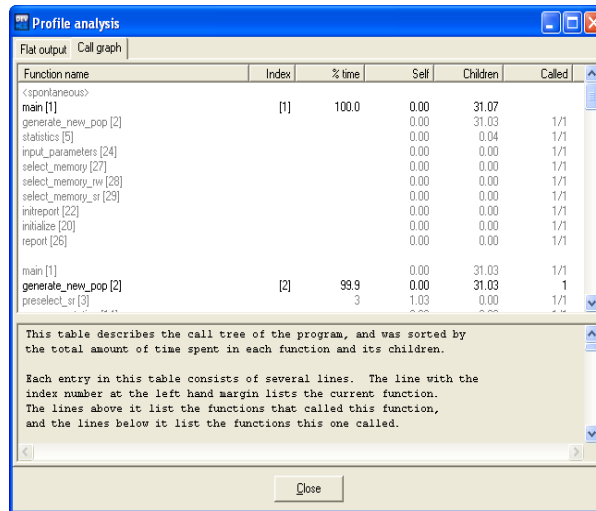 Profile analysis
Flat output Call graph
Function name Index % time Self Children Called
<spontaneous>
main [1] [1] 100.0 0.00 31.07
generate_new_pop [2] 0.00 31.03 1/1
statistics [5] 0.00 0.04 1/1
input_parameters [24] 0.00 0.00 1/1
select_memory [27] 0.00 0.00 1/1
select_memory_rw [28] 0.00 0.00 1/1
select_memory_sr [29] 0.00 0.00 1/1
initreport [22] 0.00 0.00 1/1
initialize [20] 0.00 0.00 1/1
report [26] 0.00 0.00 1/1
main [1] 0.00 31.03 1/1
generate_new_pop [2] [2] 99.9 0.00 31.03 1
preselect_sr [3] 3 1.03 0.00 1/1
This table describes the call tree of the program, and was sorted by
the total amount of time spent in each function and its children.
Each entry in this table consists of several lines. The line with the
index number at the left hand margin lists the current function.
The lines above it list the functions that called this function,
and the lines below it list the functions this one called.
Close